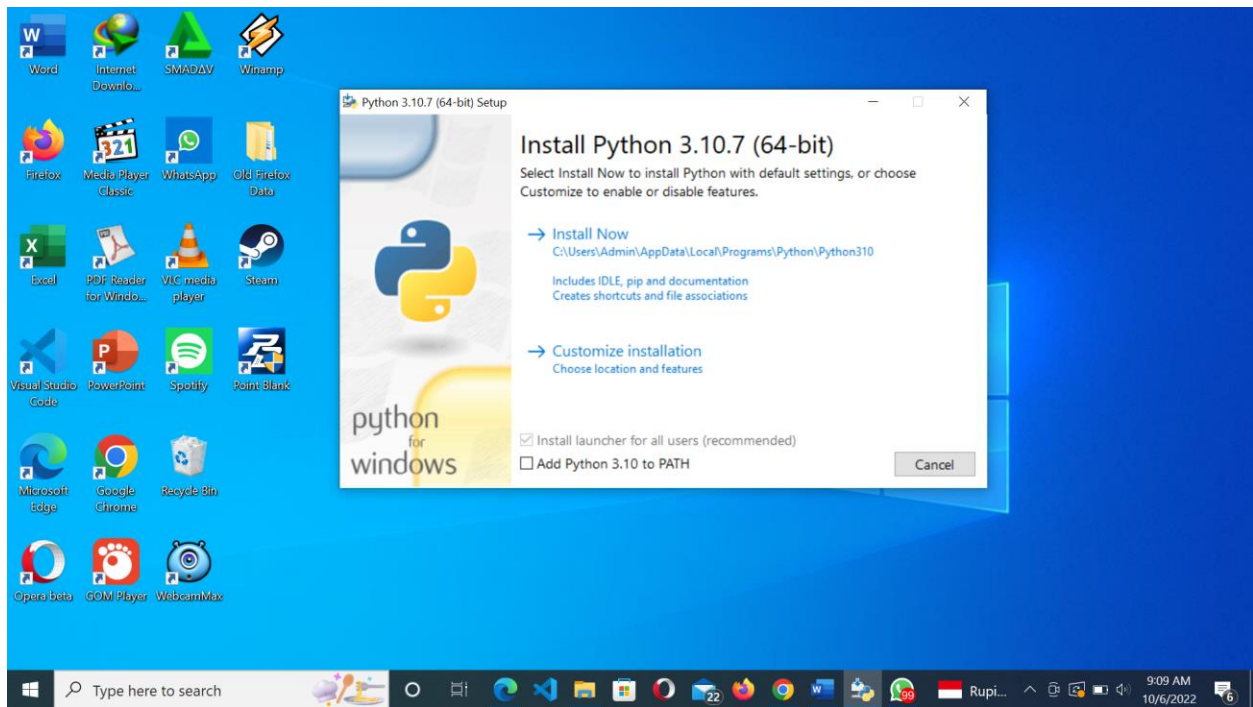 Word
Internet
Downlo...
SMADAV
Winamp
Firefox
321
Media Player
Classic
WhatsApp
Old Firefox
Data
Excel
PDF Reader
for Windo...
VLC media
player
Steam
Visual Studio
Code
PowerPoint
Spotify
Point Blank
Microsoft
Edge
Google
Chrome
Recycle Bin
Opera beta
GOM Player
WebcamMax
Python 3.10.7 (64-bit) Setup
Install Python 3.10.7 (64-bit)
Select Install Now to install Python with default settings, or choose
Customize to enable or disable features.
Install Now
C:\Users\Admin\AppData\Local\Programs\Python\Python310
Includes IDLE, pip and documentation
Creates shortcuts and file associations
Customize installation
Choose location and features
python
for
windows
Install launcher for all users (recommended)
Add Python 3.10 to PATH
Cancel
Type here to search
22
99
Rupi...
9:09 AM
10/6/2022
6